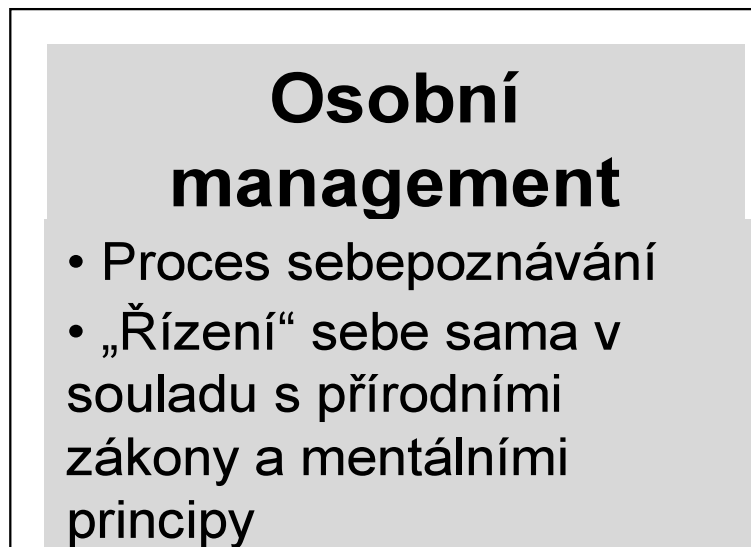 Osobní
management
• Proces sebepoznávání
• „Řízení“ sebe sama v
souladu s přírodními
zákony a mentálními
principy